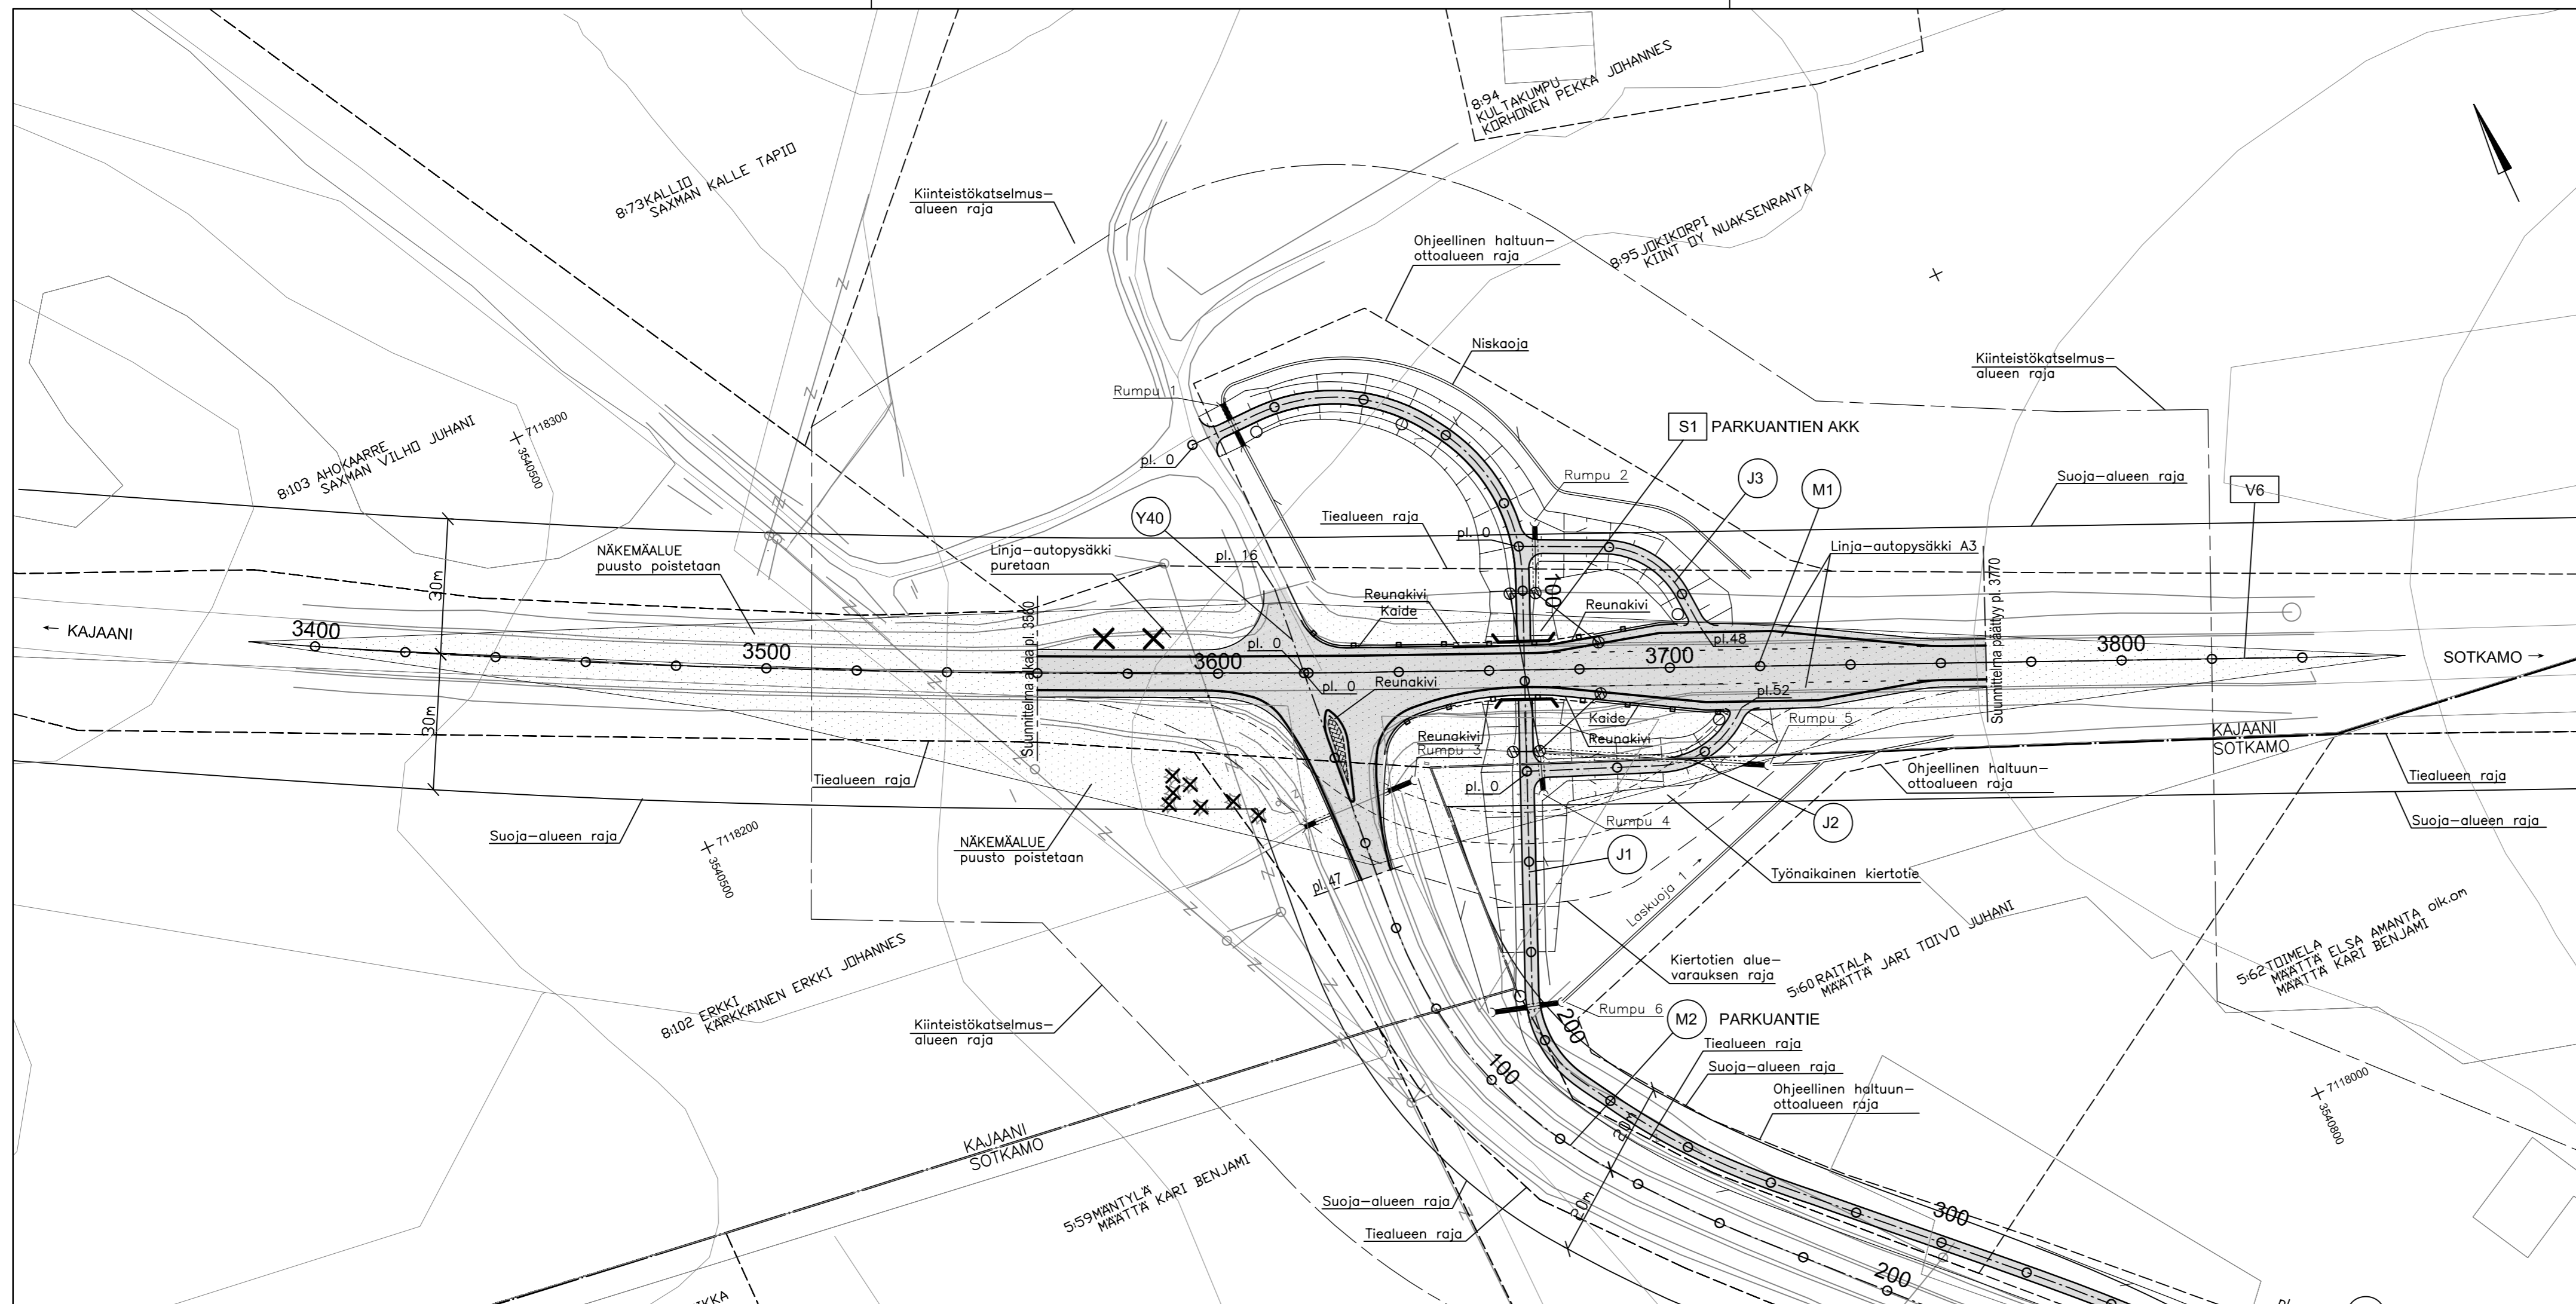 8:94
KULTAKUMPU
KORHONEN PEKKA JOHANNES
8:73 KALLIO
SAXMAN KALLE TAPIO
Kiinteistökatselmus-
alueen raja
8:95 JOKIKORPI
KIINT OY NUAKSENRANTA
Ohjeellinen haltuun-
ottoalueen raja
Niskaoja
Kiinteistökatselmus-
alueen raja
Rumpu 1
8:103 AHOKAARRE
SAXMAN VILHO JUHANI
7118300
3540500
S1 PARKUANTIEN AKK
pl. 0
Rumpu 2
J3
M1
Suoja-alueen raja
V6
Y40
Tiealueen raja
pl. 0
NÄKEMÄALUE
puusto poistetaan
Linja-autopysäkki
puretaan
pl. 16
Linja-autopysäkki A3
30m
Suunnittelma alkaa pl. 3560
Suunnittelma päättyy pl. 3770
100
Reunakivi
Kaide
Reunakivi
← KAJAANI
3400
3500
3600
3700
3800
SOTKAMO →
pl. 0
pl.48
pl. 0
Reunakivi
pl.52
30m
Kaide
Rumpu 5
Reunakivi
Reunakivi
Rumpu 3
KAJAANI
SOTKAMO
Tiealueen raja
pl. 0
Ohjeellinen haltuun-
ottoalueen raja
Tiealueen raja
Suoja-alueen raja
7118200
3540500
NÄKEMÄALUE
puusto poistetaan
Rumpu 4
J2
Suoja-alueen raja
J1
pl.47
Työnaikainen kiertotie
Laskuoja 1
8:102 ERKKI
KÄRKKÄINEN ERKKI JOHANNES
Kiertotien alue-
varauksen raja
5:60 RAITALA
MÄÄTTÄ JARI TOIVO JUHANI
5:62 TOIMELA
MÄÄTTÄ ELSA AMANTA oik.om
MÄÄTTÄ KARI BENJAMI
Kiinteistökatselmus-
alueen raja
Rumpu 6
200
M2 PARKUANTIE
Tiealueen raja
Suoja-alueen raja
Ohjeellinen haltuun-
ottoalueen raja
100
7118000
3540800
20m
KAJAANI
SOTKAMO
5:59 MÄNTYLÄ
MÄÄTTÄ KARI BENJAMI
Suoja-alueen raja
20m
Tiealueen raja
300
200